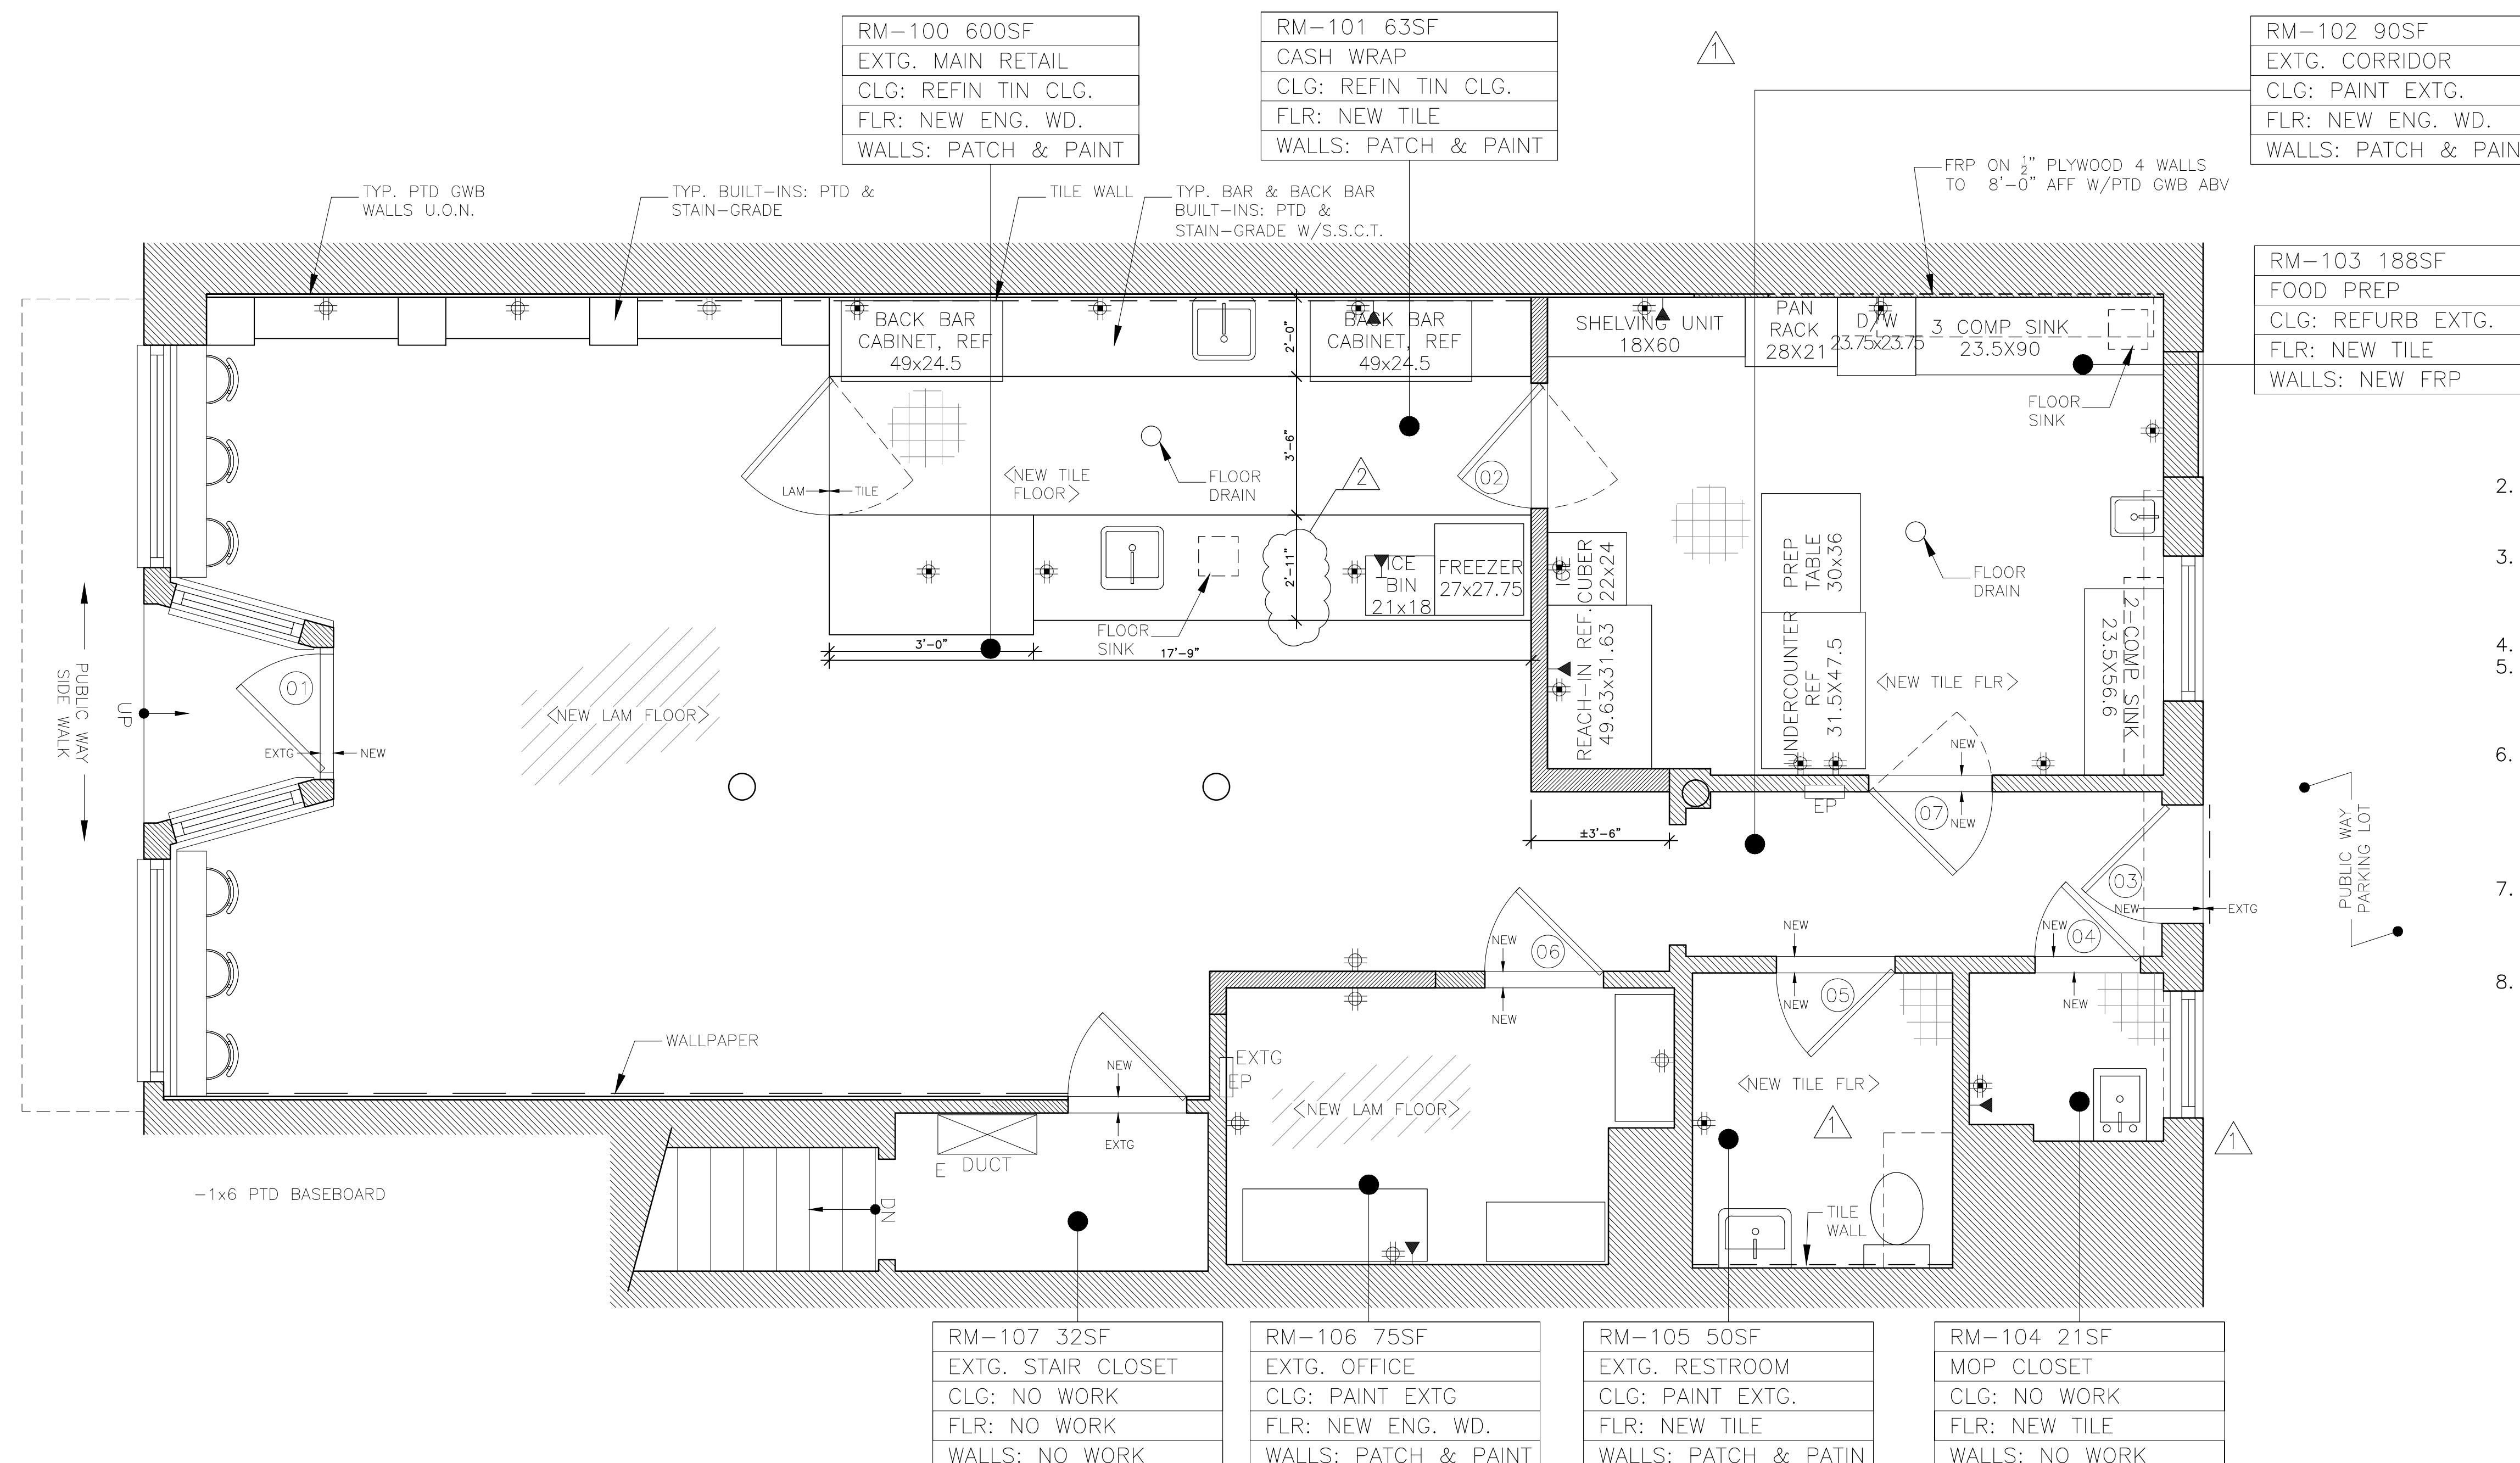 RM-100 600SF
EXTG. MAIN RETAIL
CLG: REFIN TIN CLG.
FLR: NEW ENG. WD.
WALLS: PATCH & PAINT
RM-101 63SF
CASH WRAP
CLG: REFIN TIN CLG.
FLR: NEW TILE
WALLS: PATCH & PAINT
1
RM-102 90SF
EXTG. CORRIDOR
CLG: PAINT EXTG.
FLR: NEW ENG. WD.
WALLS: PATCH & PAIN
TYP. PTD GWB
WALLS U.O.N.
TYP. BUILT-INS: PTD &
STAIN-GRADE
TILE WALL
TYP. BAR & BACK BAR
BUILT-INS: PTD &
STAIN-GRADE W/S.S.C.T.
FRP ON ½" PLYWOOD 4 WALLS
TO 8'-0" AFF W/PTD GWB ABV
RM-103 188SF
FOOD PREP
CLG: REFURB EXTG.
FLR: NEW TILE
WALLS: NEW FRP
BACK BAR
CABINET, REF
49x24.5
2'-0"
BACK BAR
CABINET, REF
49x24.5
SHELVING UNIT
18X60
PAN
RACK
28X21
D/W
23.75x23.75
3 COMP SINK
23.5X90
FLOOR
SINK
3'-6"
<NEW TILE
FLOOR>
FLOOR
DRAIN
LAM
TILE
2
02
2.
3.
4.
5.
6.
7.
8.
2'-11"
ICE
BIN
21x18
FREEZER
27x27.75
ICE CUBER
22x24
REACH-IN REF.
49.63x31.63
PREP
TABLE
30x36
UNDERCOUNTER
REF
31.5X47.5
FLOOR
DRAIN
2-COMP SINK
23.5X56.6
<NEW TILE FLR>
FLOOR
SINK
3'-0"
17'-9"
PUBLIC WAY
SIDE WALK
UP
01
EXTG
NEW
<NEW LAM FLOOR>
±3'-6"
EP
NEW
NEW
07
03
NEW
EXTG
PUBLIC WAY
PARKING LOT
NEW
NEW
06
NEW
NEW
05
NEW
NEW
04
WALLPAPER
NEW
EXTG
EXTG
EP
<NEW LAM FLOOR>
<NEW TILE FLR>
1
1
E DUCT
DN
-1x6 PTD BASEBOARD
TILE
WALL
RM-107 32SF
EXTG. STAIR CLOSET
CLG: NO WORK
FLR: NO WORK
WALLS: NO WORK
RM-106 75SF
EXTG. OFFICE
CLG: PAINT EXTG
FLR: NEW ENG. WD.
WALLS: PATCH & PAINT
RM-105 50SF
EXTG. RESTROOM
CLG: PAINT EXTG.
FLR: NEW TILE
WALLS: PATCH & PATIN
RM-104 21SF
MOP CLOSET
CLG: NO WORK
FLR: NEW TILE
WALLS: NO WORK